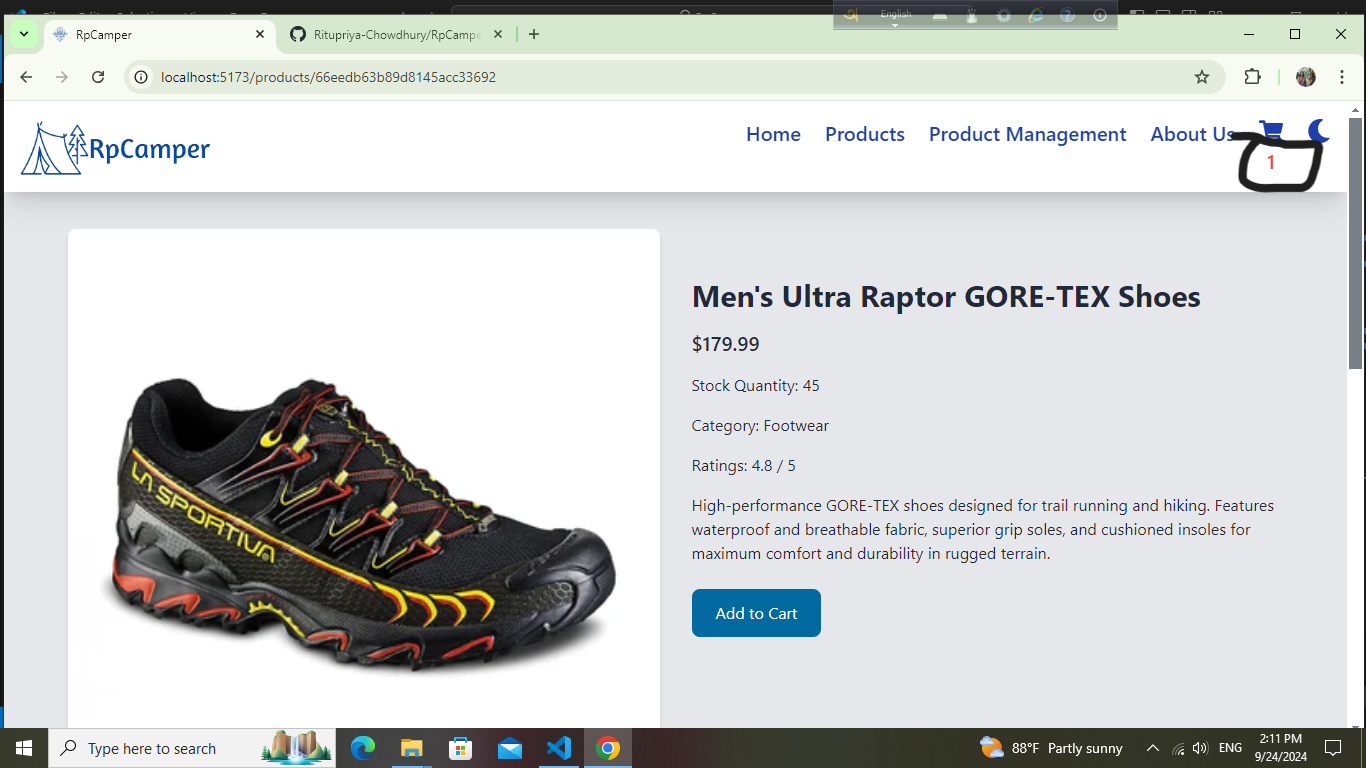 English
RpCamper
Ritupriya-Chowdhury/RpCampe
localhost:5173/products/66eedb63b89d8145acc33692
RpCamper
Home Products Product Management About Us
1
Men's Ultra Raptor GORE-TEX Shoes
$179.99
Stock Quantity: 45
Category: Footwear
Ratings: 4.8 / 5
High-performance GORE-TEX shoes designed for trail running and hiking. Features
waterproof and breathable fabric, superior grip soles, and cushioned insoles for
maximum comfort and durability in rugged terrain.
Add to Cart
LA SPORTIVA
Type here to search
88°F Partly sunny
ENG
2:11 PM
9/24/2024